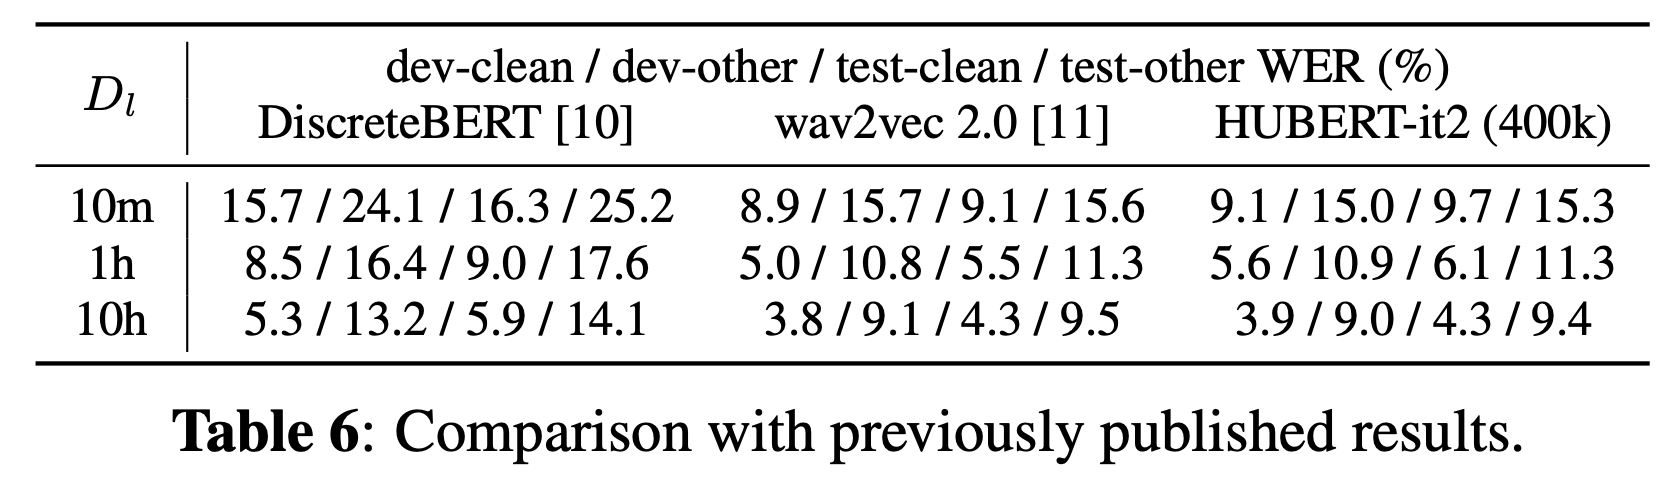 D_l dev-clean / dev-other / test-clean / test-other WER (%)
DiscreteBERT [10] wav2vec 2.0 [11] HUBERT-it2 (400k)
10m 15.7 / 24.1 / 16.3 / 25.2 8.9 / 15.7 / 9.1 / 15.6 9.1 / 15.0 / 9.7 / 15.3
1h 8.5 / 16.4 / 9.0 / 17.6 5.0 / 10.8 / 5.5 / 11.3 5.6 / 10.9 / 6.1 / 11.3
10h 5.3 / 13.2 / 5.9 / 14.1 3.8 / 9.1 / 4.3 / 9.5 3.9 / 9.0 / 4.3 / 9.4
Table 6: Comparison with previously published results.